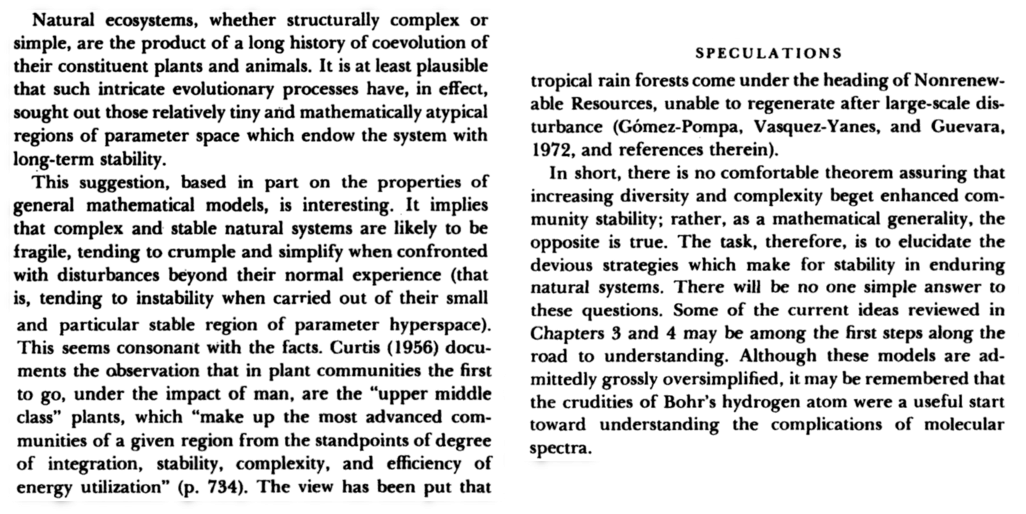 Natural ecosystems, whether structurally complex or
simple, are the product of a long history of coevolution of
their constituent plants and animals. It is at least plausible
that such intricate evolutionary processes have, in effect,
sought out those relatively tiny and mathematically atypical
regions of parameter space which endow the system with
long-term stability.
This suggestion, based in part on the properties of
general mathematical models, is interesting. It implies
that complex and stable natural systems are likely to be
fragile, tending to crumple and simplify when confronted
with disturbances beyond their normal experience (that
is, tending to instability when carried out of their small
and particular stable region of parameter hyperspace).
This seems consonant with the facts. Curtis (1956) docu-
ments the observation that in plant communities the first
to go, under the impact of man, are the “upper middle
class” plants, which “make up the most advanced com-
munities of a given region from the standpoints of degree
of integration, stability, complexity, and efficiency of
energy utilization” (p. 734). The view has been put that
SPECULATIONS
tropical rain forests come under the heading of Nonrenew-
able Resources, unable to regenerate after large-scale dis-
turbance (Gómez-Pompa, Vasquez-Yanes, and Guevara,
1972, and references therein).
In short, there is no comfortable theorem assuring that
increasing diversity and complexity beget enhanced com-
munity stability; rather, as a mathematical generality, the
opposite is true. The task, therefore, is to elucidate the
devious strategies which make for stability in enduring
natural systems. There will be no one simple answer to
these questions. Some of the current ideas reviewed in
Chapters 3 and 4 may be among the first steps along the
road to understanding. Although these models are ad-
mittedly grossly oversimplified, it may be remembered that
the crudities of Bohr's hydrogen atom were a useful start
toward understanding the complications of molecular
spectra.